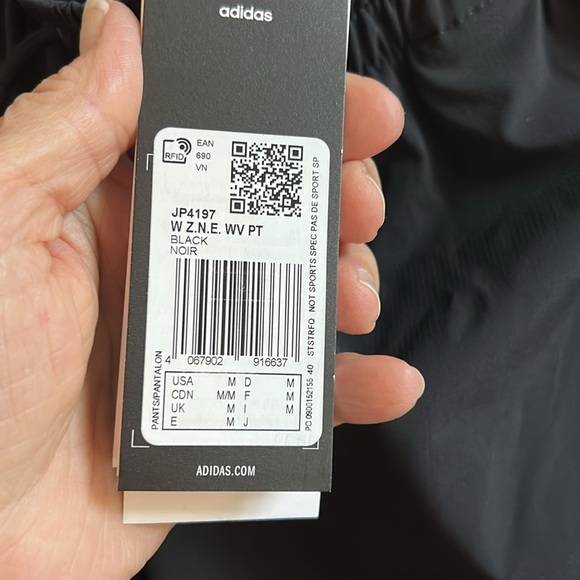 adidas
RFID
EAN
690
VN
JP4197
W Z.N.E. WV PT
BLACK
NOIR
4 067902 916637
USA M D M
CDN M/M F M
UK M I M
E M J
PANTS/PANTALON
PO 0900152155 40 STSTRFQ NOT SPORTS SPEC PAS DE SPORT SP
ADIDAS.COM